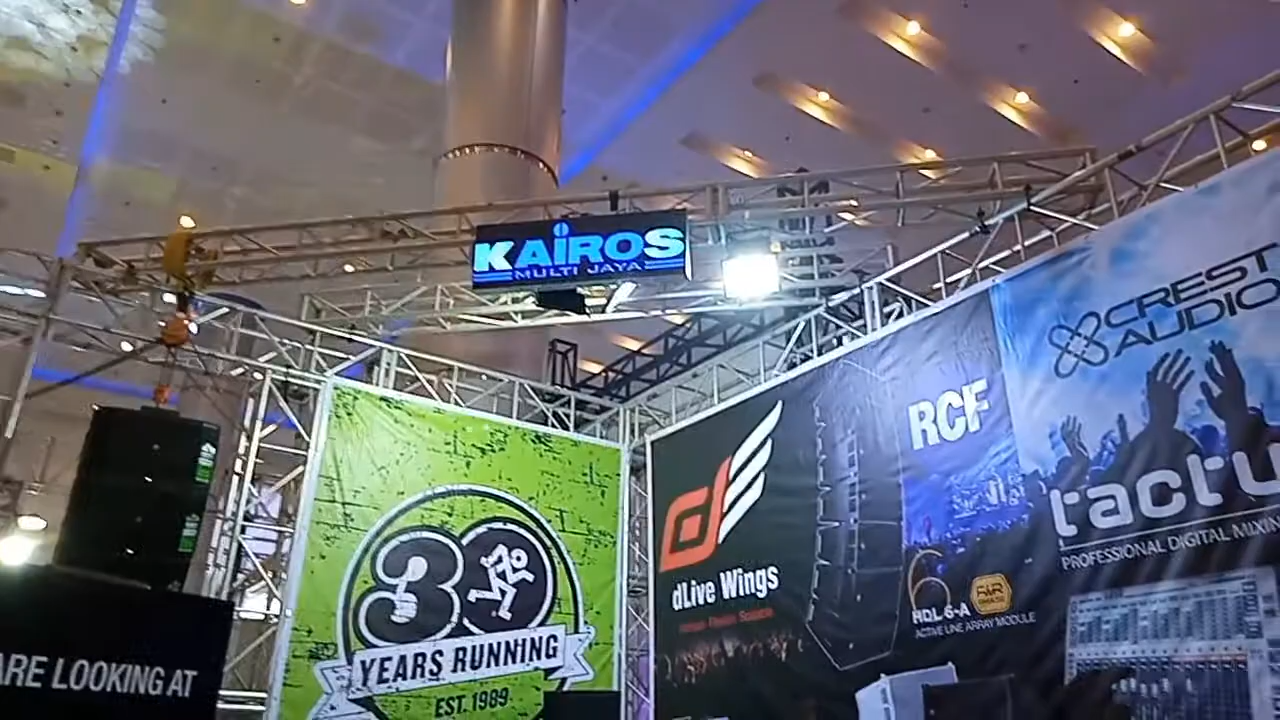 KAIROS
MULTI JAYA
30
YEARS RUNNING
EST. 1989
ARE LOOKING AT
dLive Wings
RCF
HDL 6-A
ACTIVE LINE ARRAY MODULE
CREST
AUDIO
tactu
PROFESSIONAL DIGITAL MIXIN